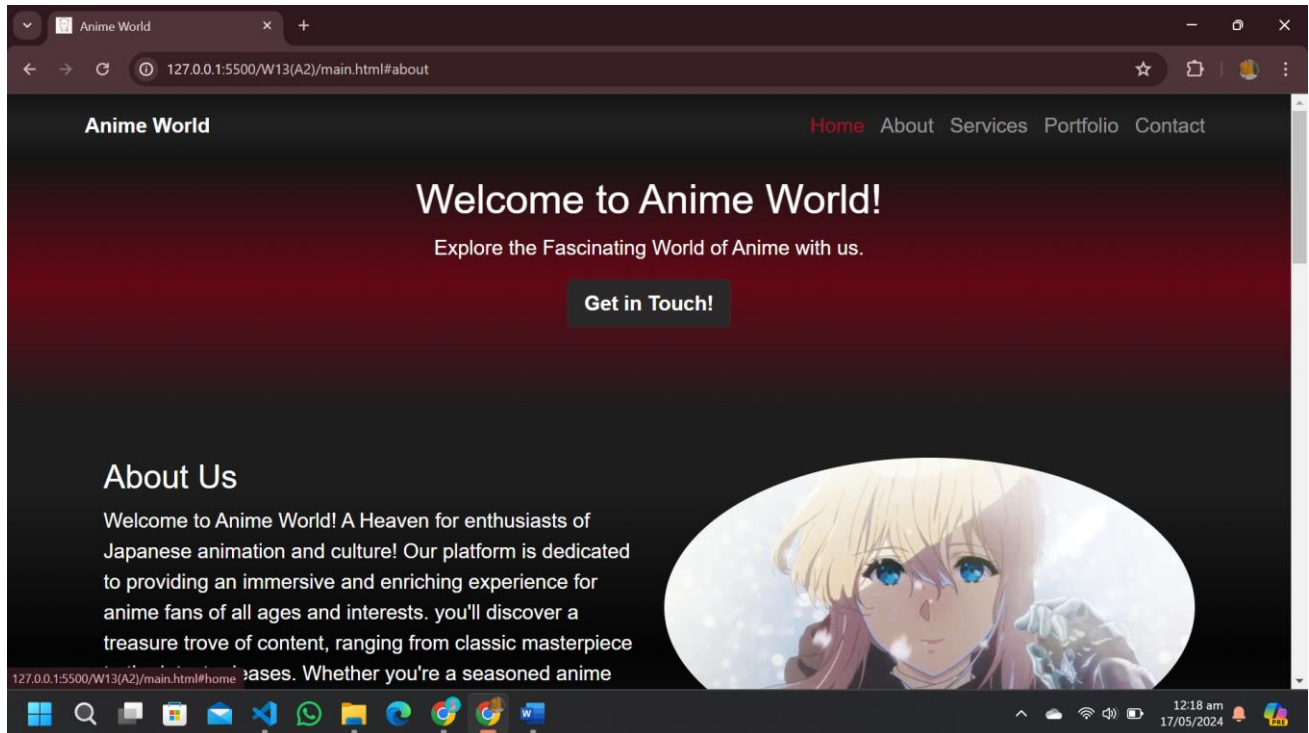 Anime World
127.0.0.1:5500/W13(A2)/main.html#about
Anime World
Home About Services Portfolio Contact
Welcome to Anime World!
Explore the Fascinating World of Anime with us.
Get in Touch!
About Us
Welcome to Anime World! A Heaven for enthusiasts of
Japanese animation and culture! Our platform is dedicated
to providing an immersive and enriching experience for
anime fans of all ages and interests. you'll discover a
treasure trove of content, ranging from classic masterpiece
eases. Whether you're a seasoned anime
127.0.0.1:5500/W13(A2)/main.html#home
12:18 am
17/05/2024
PRE